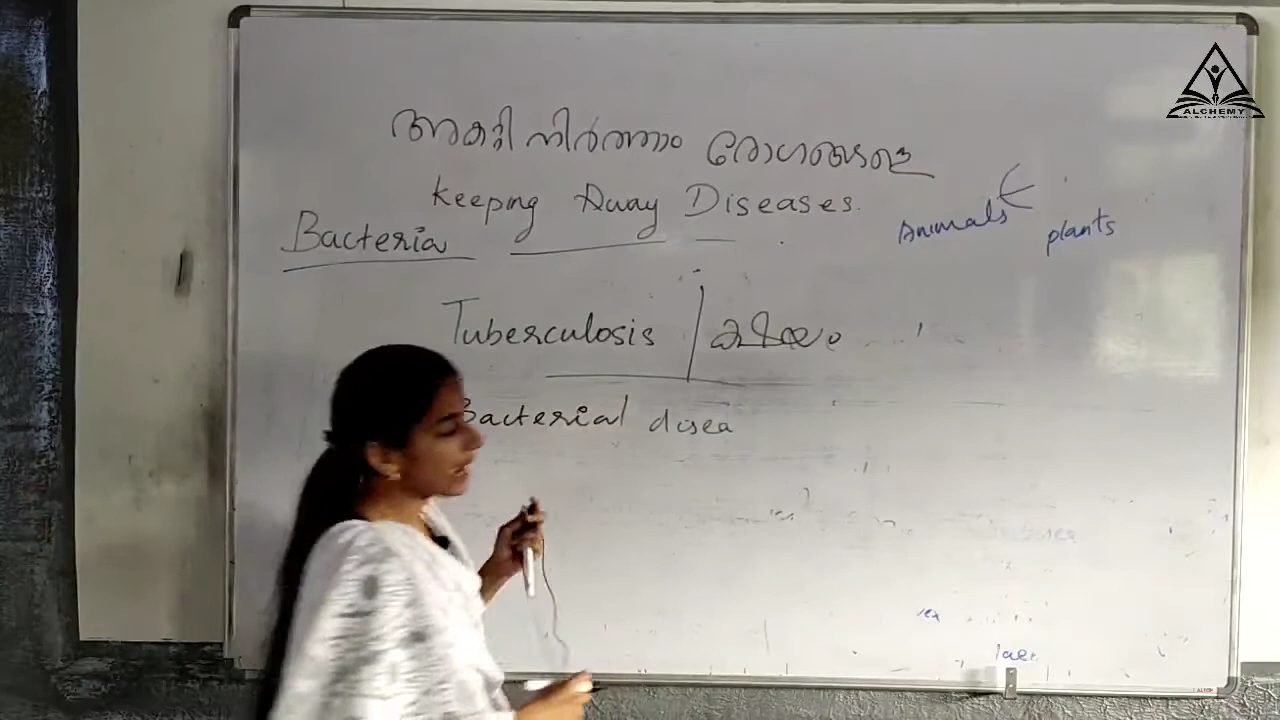 അകറ്റി നിർത്താം രോഗങ്ങളെ
Keeping Away Diseases.
Bacteria
Animals
plants
Tuberculosis | ക്ഷയം
Bacterial disea
ALCHEMY